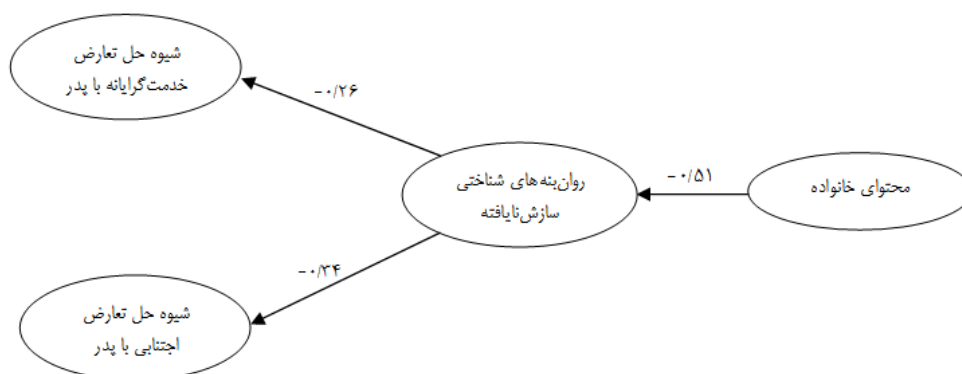 شیوه حل تعارض
خدمت‌گرایانه با پدر
-۰/۲۶
روان‌بنه‌های شناختی
سازش‌نایافته
-۰/۵۱
محتوای خانواده
-۰/۳۴
شیوه حل تعارض
اجتنابی با پدر